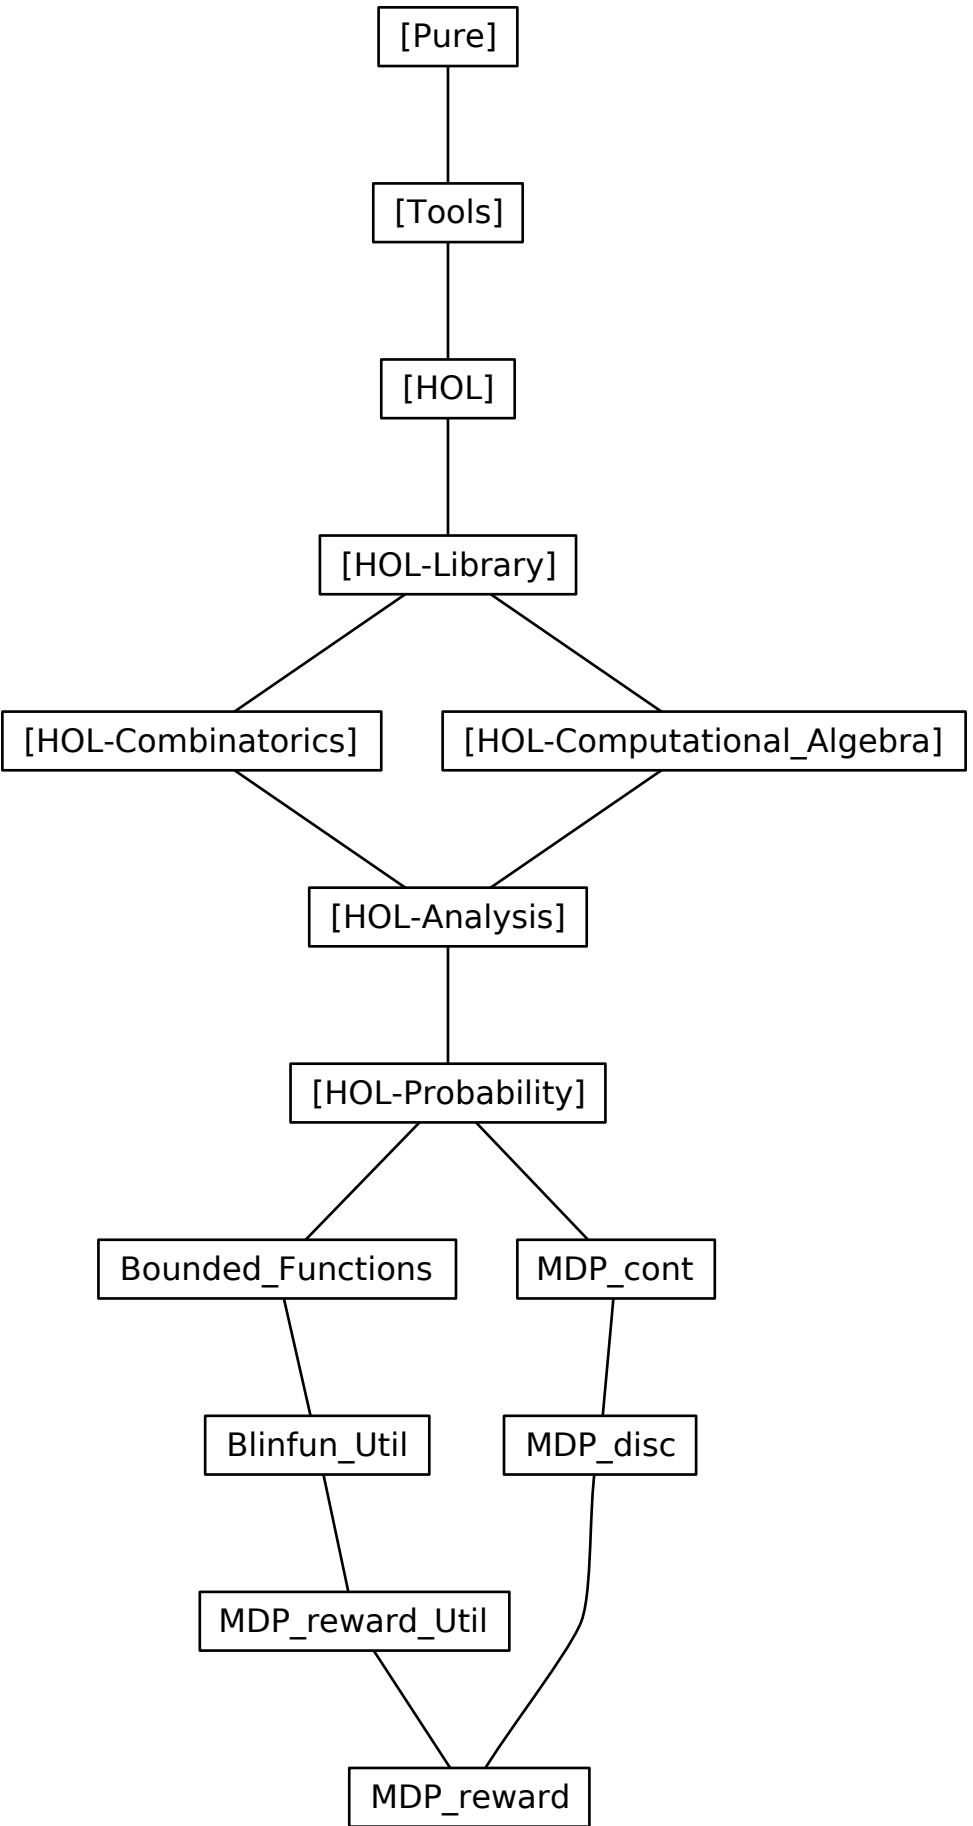 [Pure]
[Tools]
[HOL]
[HOL-Library]
[HOL-Combinatorics]
[HOL-Computational_Algebra]
[HOL-Analysis]
[HOL-Probability]
Bounded_Functions
MDP_cont
Blinfun_Util
MDP_disc
MDP_reward_Util
MDP_reward